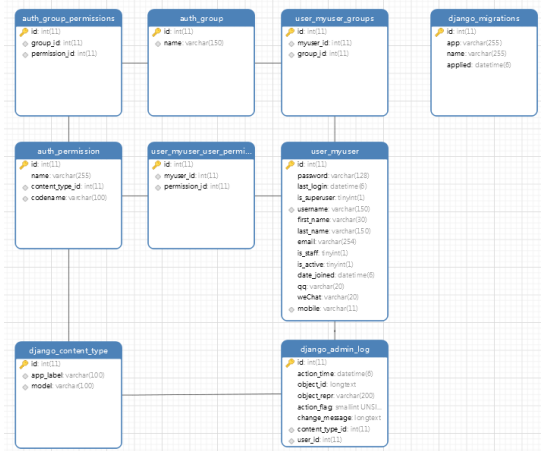 auth_group_permissions
id: int(11)
group_id: int(11)
permission_id: int(11)
auth_group
id: int(11)
name: varchar(150)
user_myuser_groups
id: int(11)
myuser_id: int(11)
group_id: int(11)
django_migrations
id: int(11)
app: varchar(255)
name: varchar(255)
applied: datetime(6)
auth_permission
id: int(11)
name: varchar(255)
content_type_id: int(11)
codename: varchar(100)
user_myuser_user_permi...
id: int(11)
myuser_id: int(11)
permission_id: int(11)
user_myuser
id: int(11)
password: varchar(128)
last_login: datetime(6)
is_superuser: tinyint(1)
username: varchar(150)
first_name: varchar(30)
last_name: varchar(150)
email: varchar(254)
is_staff: tinyint(1)
is_active: tinyint(1)
date_joined: datetime(6)
qq: varchar(20)
weChat: varchar(20)
mobile: varchar(11)
django_content_type
id: int(11)
app_label: varchar(100)
model: varchar(100)
django_admin_log
id: int(11)
action_time: datetime(6)
object_id: longtext
object_repr: varchar(200)
action_flag: smallint UNSI...
change_message: longtext
content_type_id: int(11)
user_id: int(11)